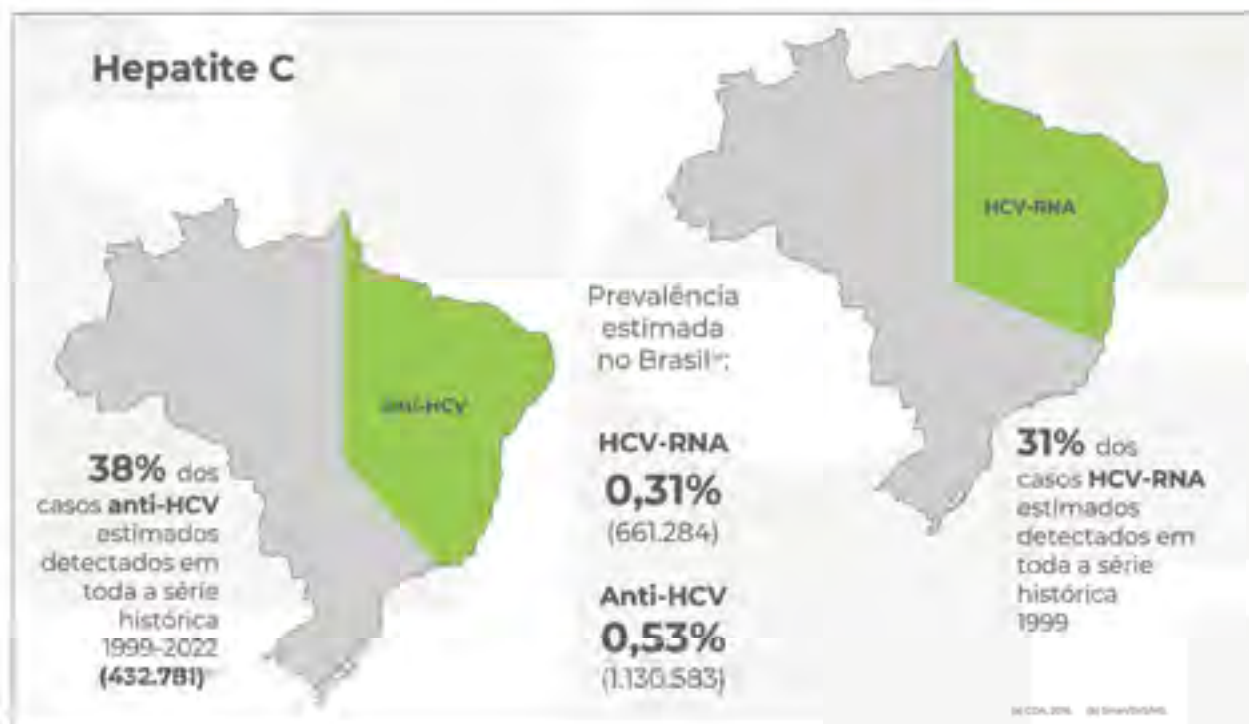 Hepatite C
HCV-RNA
anti-HCV
38% dos
casos anti-HCV
estimados
detectados em
toda a série
histórica
1999-2022
(432.781)
Prevalência
estimada
no Brasil
HCV-RNA
0,31%
(661.284)
Anti-HCV
0,53%
(1.130.583)
31% dos
casos HCV-RNA
estimados
detectados em
toda a série
histórica
1999